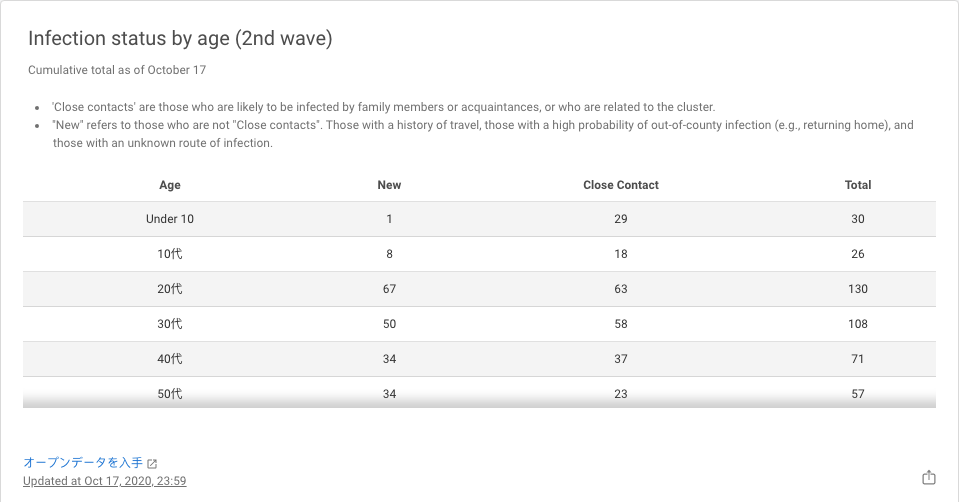 Infection status by age (2nd wave)
Cumulative total as of October 17
'Close contacts' are those who are likely to be infected by family members or acquaintances, or who are related to the cluster.
"New" refers to those who are not "Close contacts". Those with a history of travel, those with a high probability of out-of-county infection (e.g., returning home), and
those with an unknown route of infection.
Age New Close Contact Total
Under 10 1 29 30
10代 8 18 26
20代 67 63 130
30代 50 58 108
40代 34 37 71
50代 34 23 57
オープンデータを入手
Updated at Oct 17, 2020, 23:59